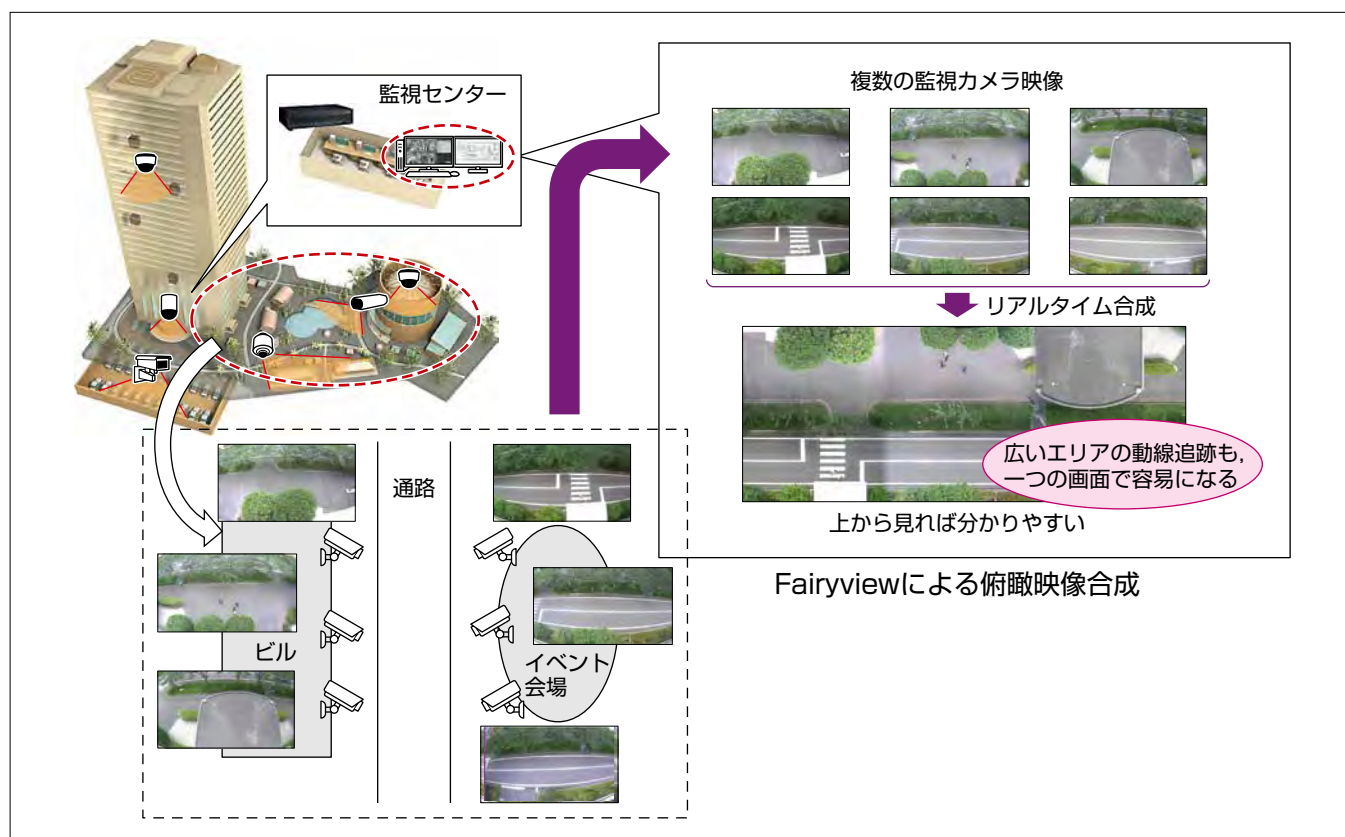 監視センター
複数の監視カメラ映像
リアルタイム合成
広いエリアの動線追跡も,
一つの画面で容易になる
上から見れば分かりやすい
Fairyviewによる俯瞰映像合成
通路
ビル
イベント
会場